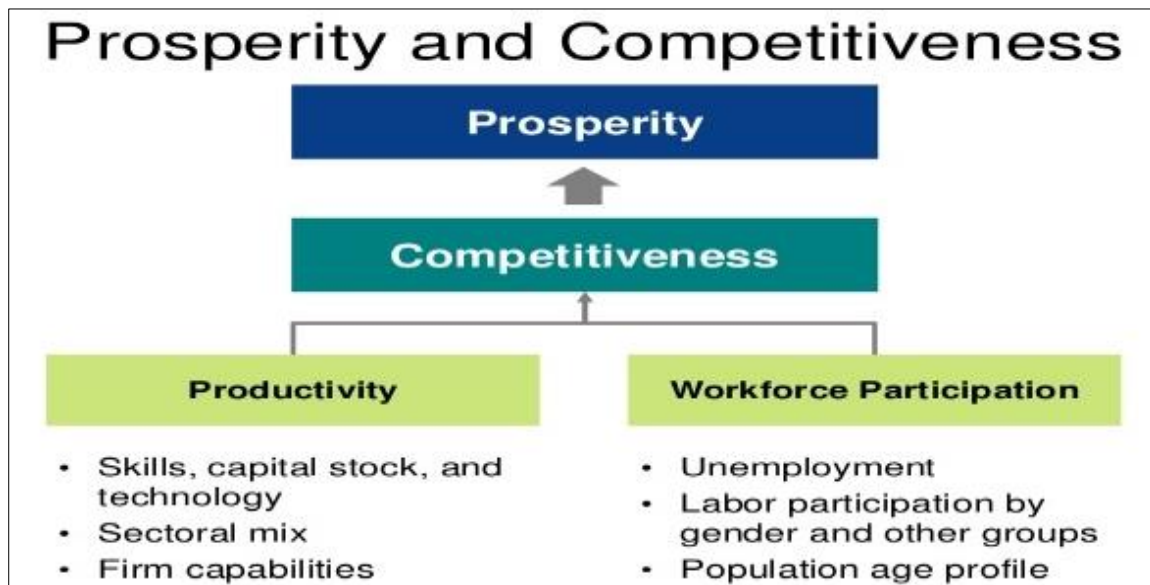 Prosperity and Competitiveness
Prosperity
Competitiveness
Productivity
• Skills, capital stock, and
technology
• Sectoral mix
• Firm capabilities
Workforce Participation
• Unemployment
• Labor participation by
gender and other groups
• Population age profile